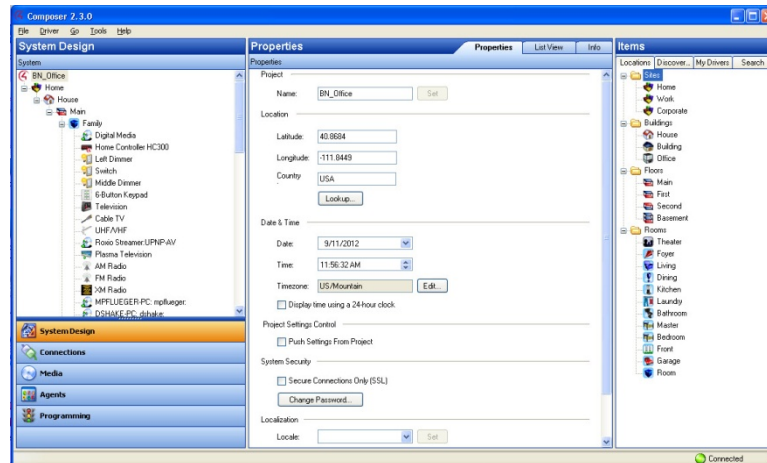 Composer 2.3.0
File Driver Go Tools Help
System Design
System
BN_Office
Home
House
Main
Family
Digital Media
Home Controller HC300
Left Dimmer
Switch
Middle Dimmer
6-Button Keypad
Television
Cable TV
UHF/VHF
Roxio Streamer:UPNP-AV
Plasma Television
AM Radio
FM Radio
XM Radio
MPFLUEGER-PC: mpflueger:
DSHAKE-PC: dshake:
System Design
Connections
Media
Agents
Programming
Properties
Properties List View Info
Properties
Project
Name: BN_Office Set
Location
Latitude: 40.8684
Longitude: -111.8449
Country: USA
Lookup...
Date & Time
Date: 9/11/2012
Time: 11:56:32 AM
Timezone: US/Mountain Edit...
Display time using a 24-hour clock
Project Settings Control
Push Settings From Project
System Security
Secure Connections Only (SSL)
Change Password...
Localization
Locale: Set
Items
Locations Discover... My Drivers Search
Sites
Home
Work
Corporate
Buildings
House
Building
Office
Floors
Main
First
Second
Basement
Rooms
Theater
Foyer
Living
Dining
Kitchen
Laundry
Bathroom
Master
Bedroom
Front
Garage
Room
Connected